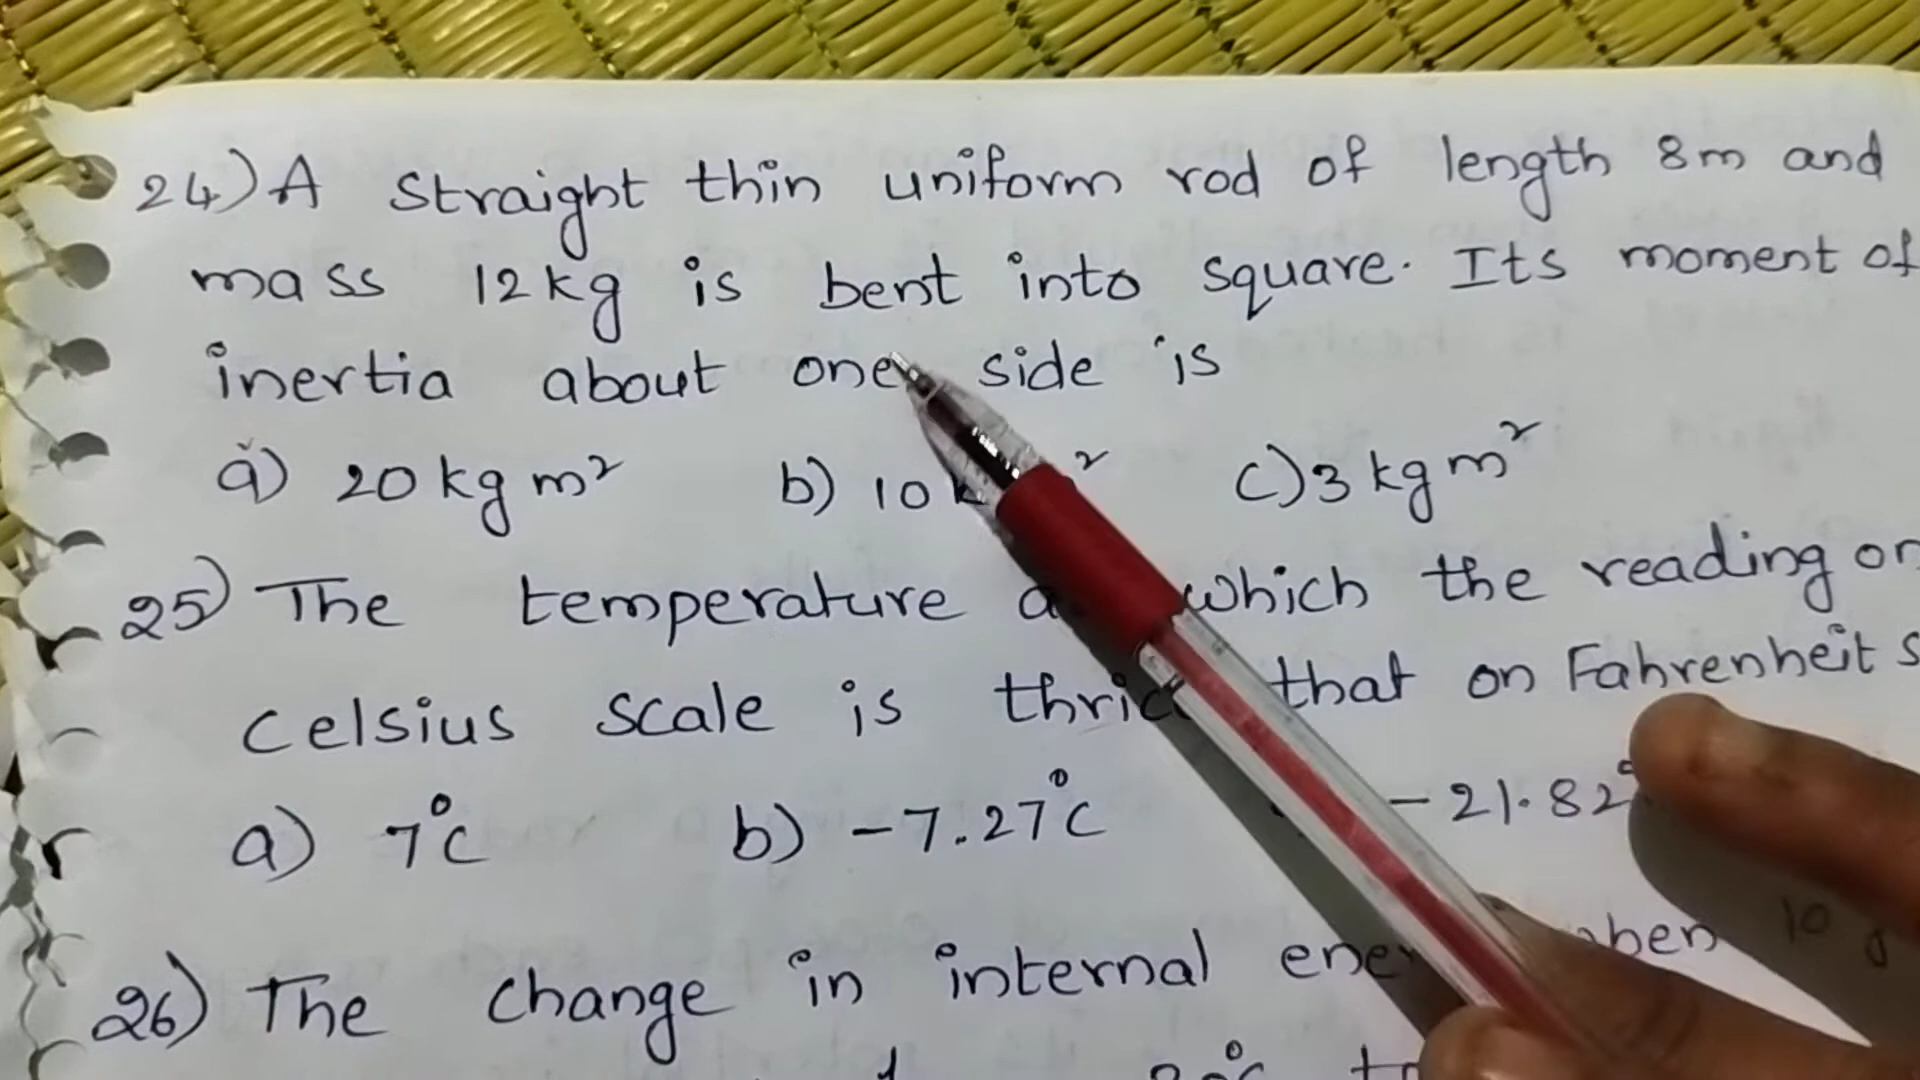 24) A straight thin uniform rod of length 8m and
mass 12kg is bent into square. Its moment of
inertia about one side is
a) 20 kg m² b) 10 ² c) 3 kg m²
25) The temperature which the reading on
celsius scale is that on Fahrenheit
a) 7°C b) -7.27°C -21.82°
26) The change in internal 10 g